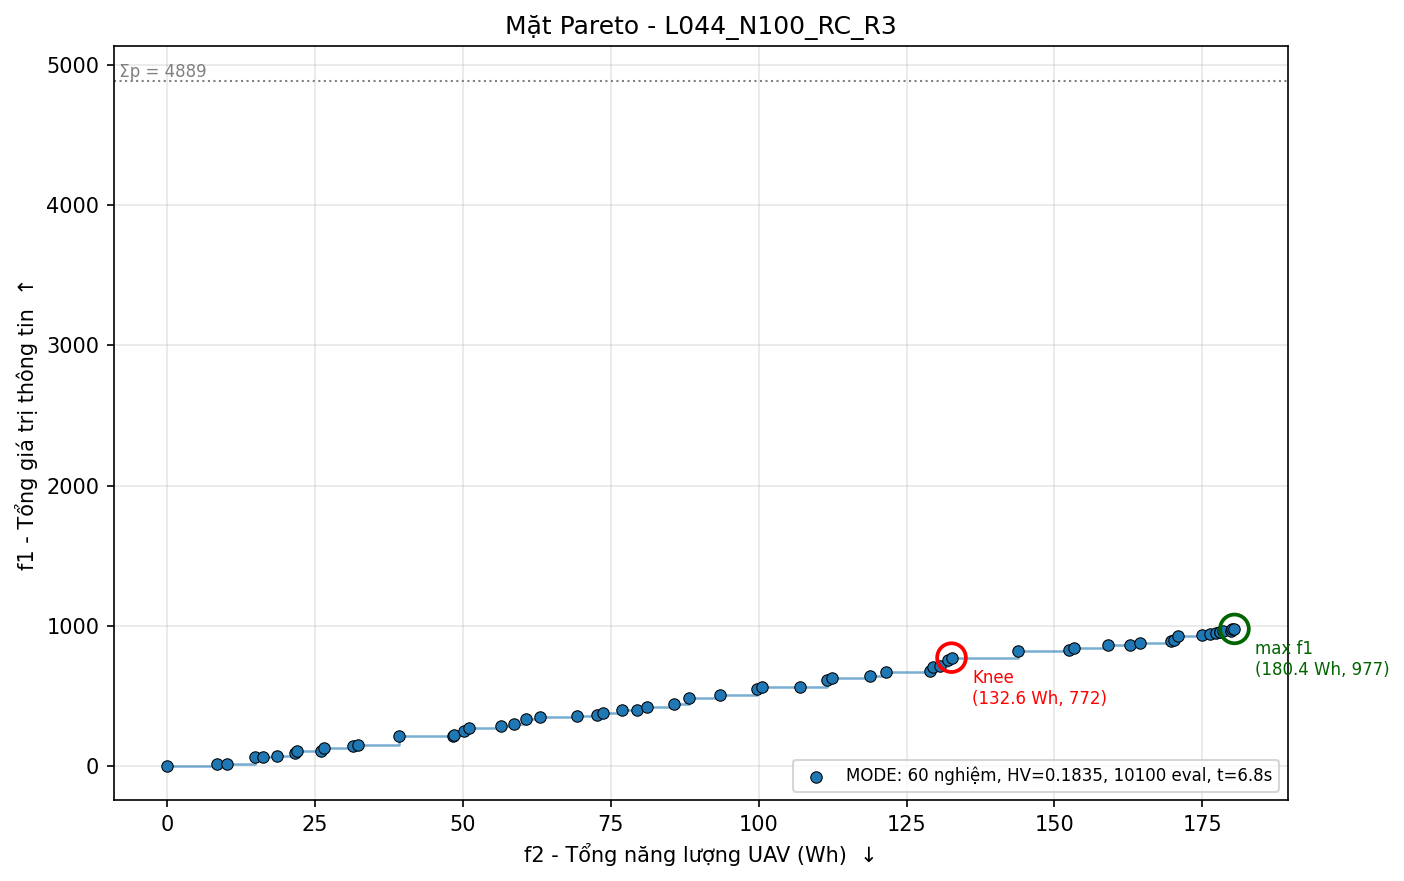 Mặt Pareto - L044_N100_RC_R3
Σp = 4889
5000
4000
3000
2000
1000
0
f1 - Tổng giá trị thông tin ↑
Knee
(132.6 Wh, 772)
max f1
(180.4 Wh, 977)
MODE: 60 nghiệm, HV=0.1835, 10100 eval, t=6.8s
0 25 50 75 100 125 150 175
f2 - Tổng năng lượng UAV (Wh) ↓